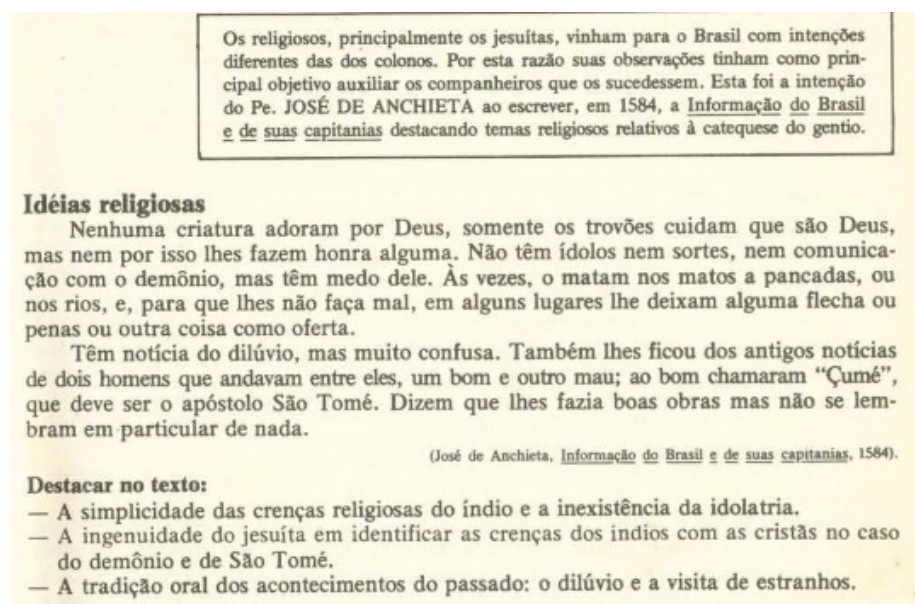 Os religiosos, principalmente os jesuítas, vinham para o Brasil com intenções
diferentes das dos colonos. Por esta razão suas observações tinham como prin-
cipal objetivo auxiliar os companheiros que os sucedessem. Esta foi a intenção
do Pe. JOSÉ DE ANCHIETA ao escrever, em 1584, a Informação do Brasil
e de suas capitanias destacando temas religiosos relativos à catequese do gentio.
Idéias religiosas
Nenhuma criatura adoram por Deus, somente os trovões cuidam que são Deus,
mas nem por isso lhes fazem honra alguma. Não têm ídolos nem sortes, nem comunica-
ção com o demônio, mas têm medo dele. Às vezes, o matam nos matos a pancadas, ou
nos rios, e, para que lhes não faça mal, em alguns lugares lhe deixam alguma flecha ou
penas ou outra coisa como oferta.
Têm notícia do dilúvio, mas muito confusa. Também lhes ficou dos antigos notícias
de dois homens que andavam entre eles, um bom e outro mau; ao bom chamaram “Çumé”,
que deve ser o apóstolo São Tomé. Dizem que lhes fazia boas obras mas não se lem-
bram em particular de nada.
(José de Anchieta, Informação do Brasil e de suas capitanias, 1584).
Destacar no texto:
— A simplicidade das crenças religiosas do índio e a inexistência da idolatria.
— A ingenuidade do jesuíta em identificar as crenças dos indios com as cristãs no caso
do demônio e de São Tomé.
— A tradição oral dos acontecimentos do passado: o dilúvio e a visita de estranhos.